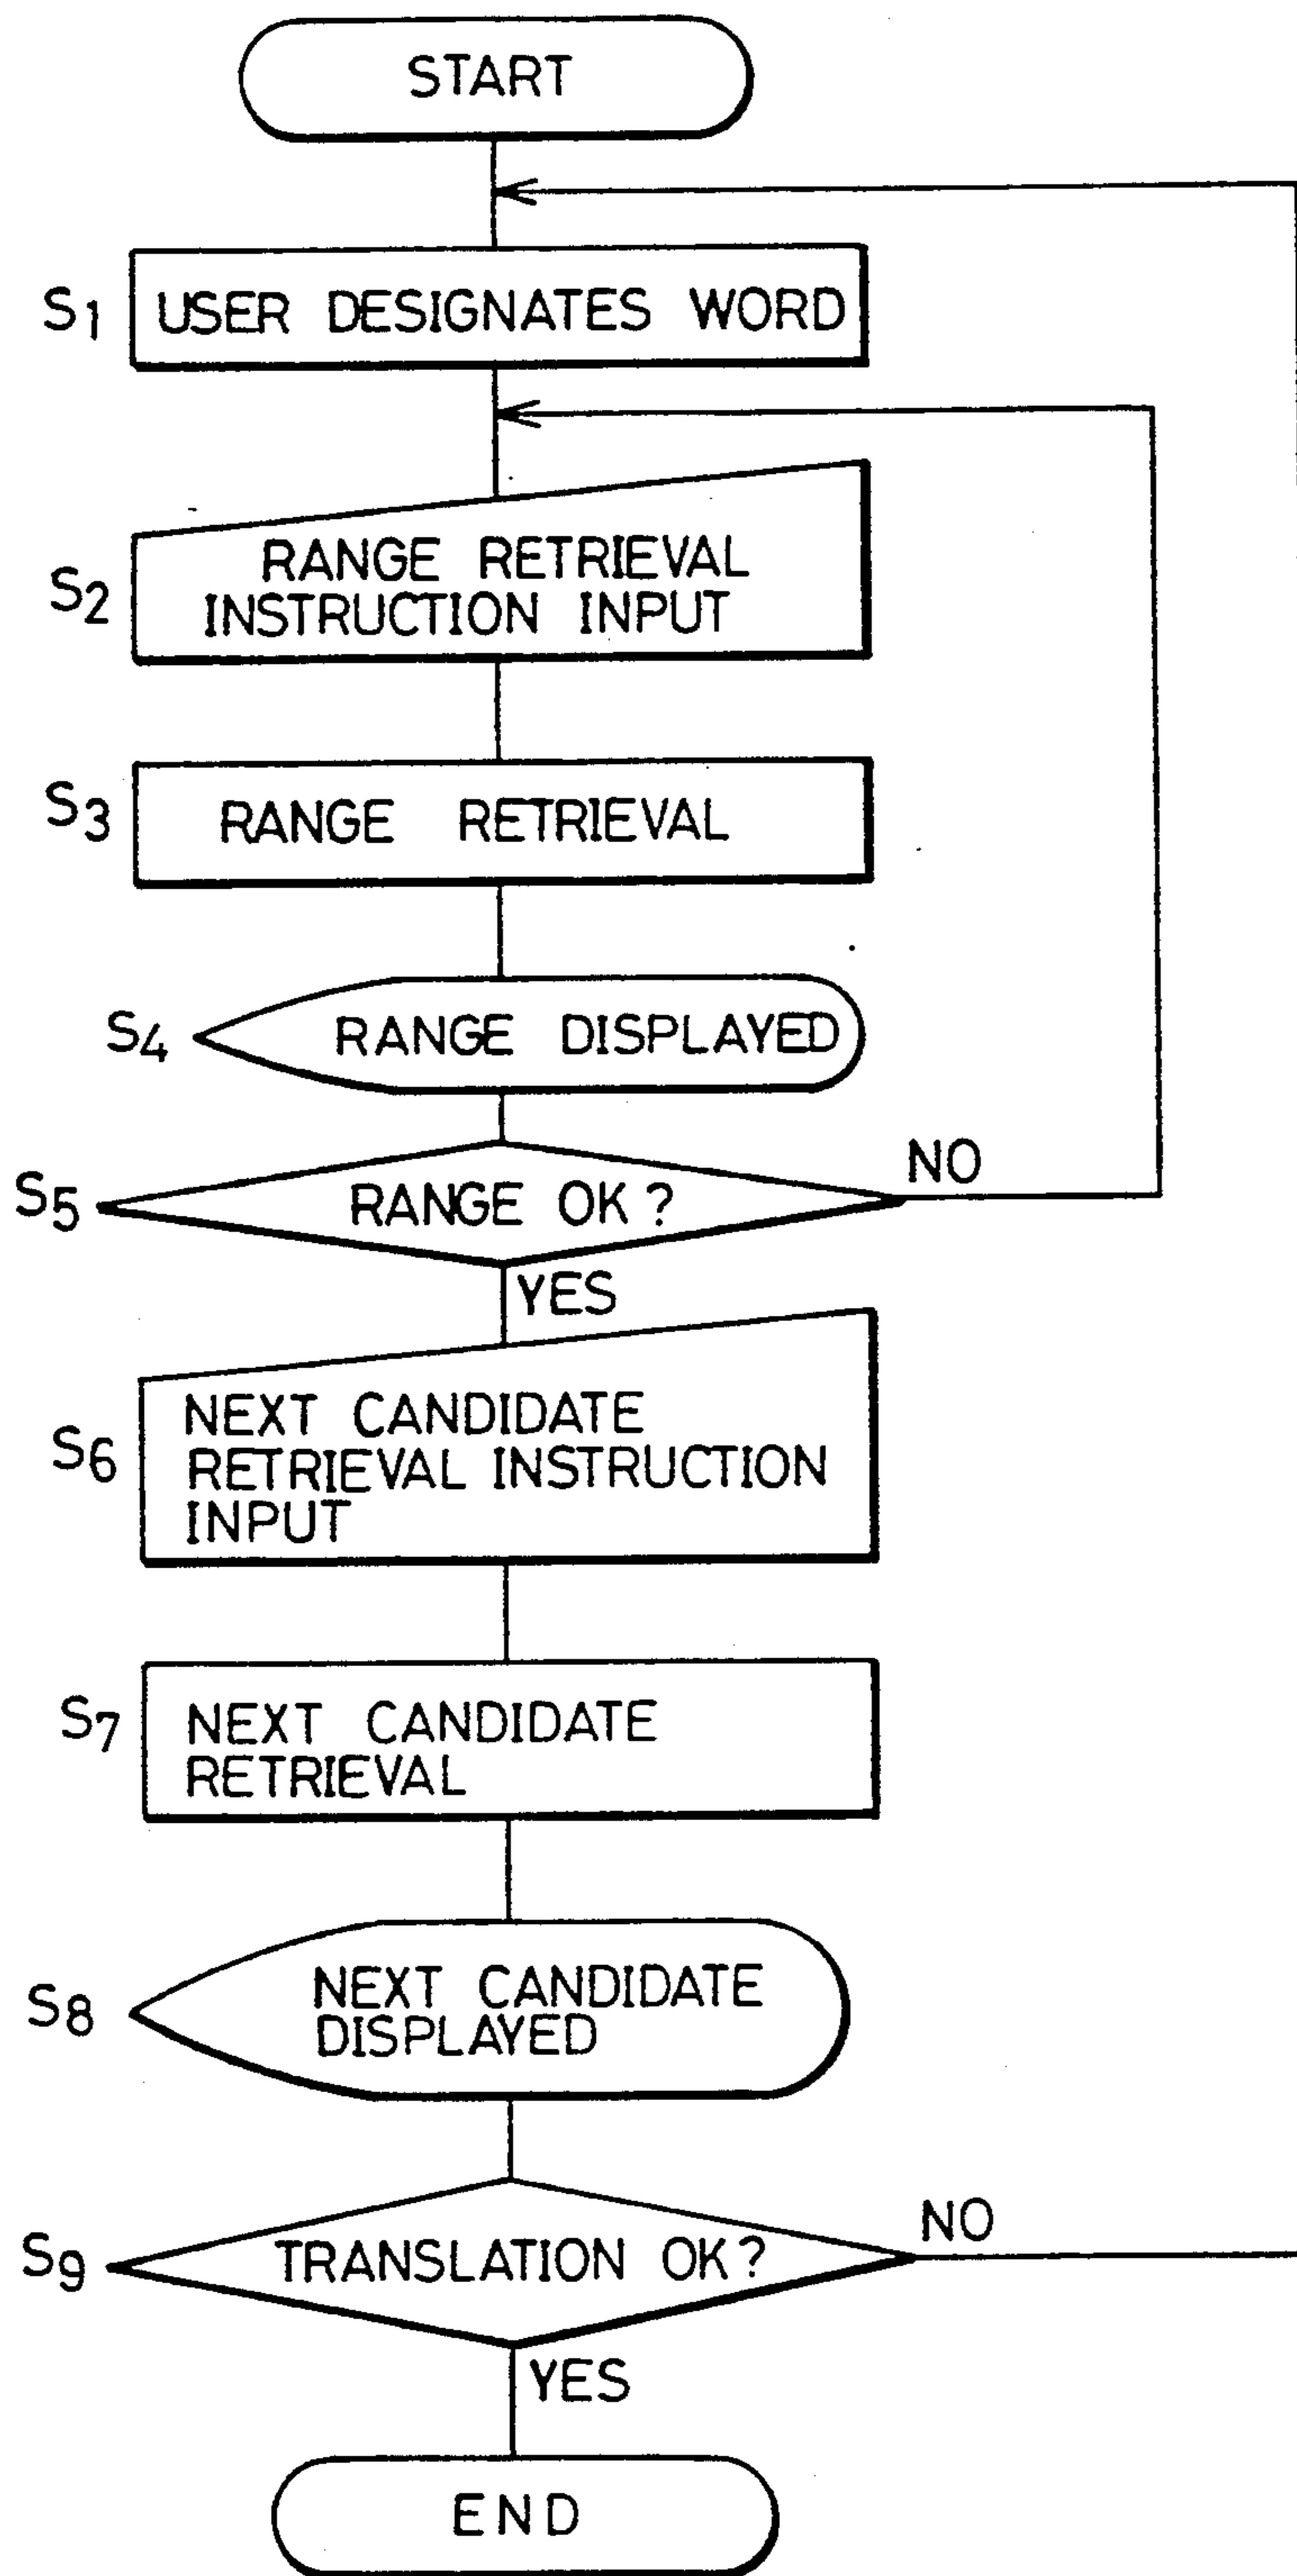 START
S1 USER DESIGNATES WORD
S2
RANGE RETRIEVAL
INSTRUCTION INPUT
S3 RANGE RETRIEVAL
S4 RANGE DISPLAYED
S5 RANGE OK?
NO
YES
S6
NEXT CANDIDATE
RETRIEVAL INSTRUCTION
INPUT
S7
NEXT CANDIDATE
RETRIEVAL
S8
NEXT CANDIDATE
DISPLAYED
S9 TRANSLATION OK?
NO
YES
END